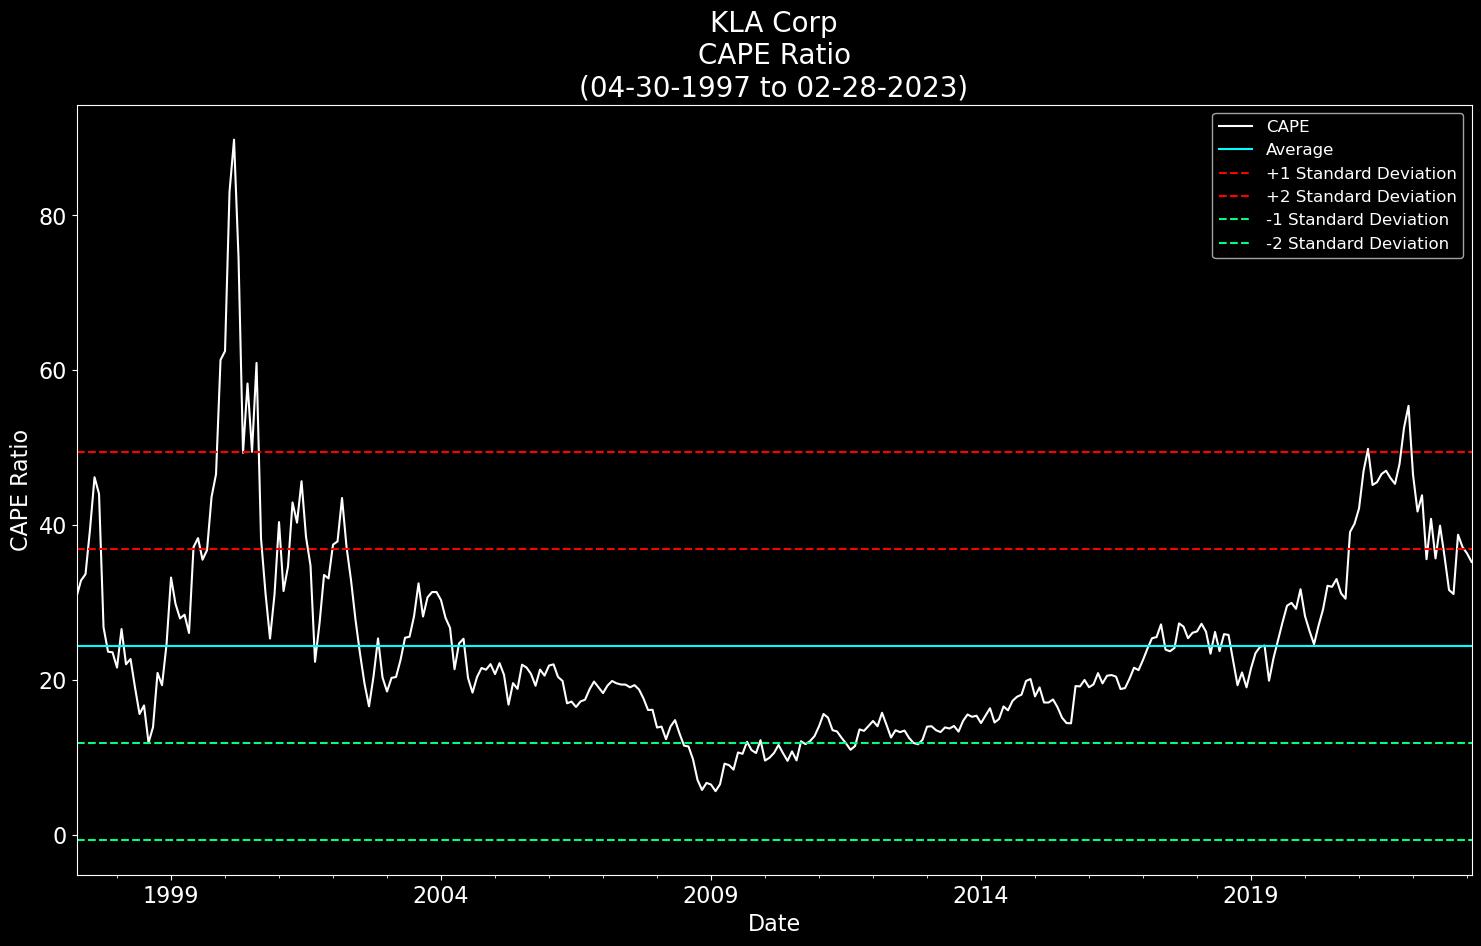 KLA Corp
CAPE Ratio
(04-30-1997 to 02-28-2023)
CAPE
Average
+1 Standard Deviation
+2 Standard Deviation
-1 Standard Deviation
-2 Standard Deviation
CAPE Ratio
80
60
40
20
0
1999
2004
2009
2014
2019
Date